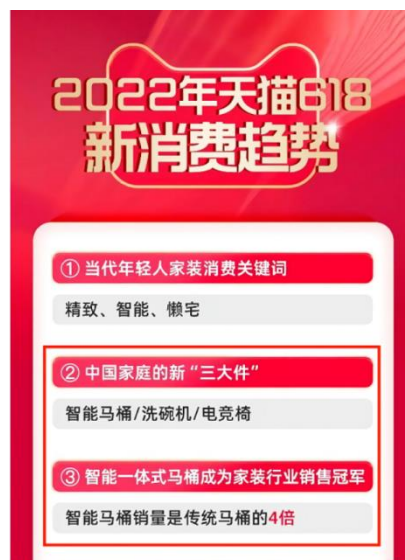 2022年天猫618
新消费趋势
① 当代年轻人家装消费关键词
精致、智能、懒宅
② 中国家庭的新“三大件”
智能马桶/洗碗机/电竞椅
③ 智能一体式马桶成为家装行业销售冠军
智能马桶销量是传统马桶的4倍